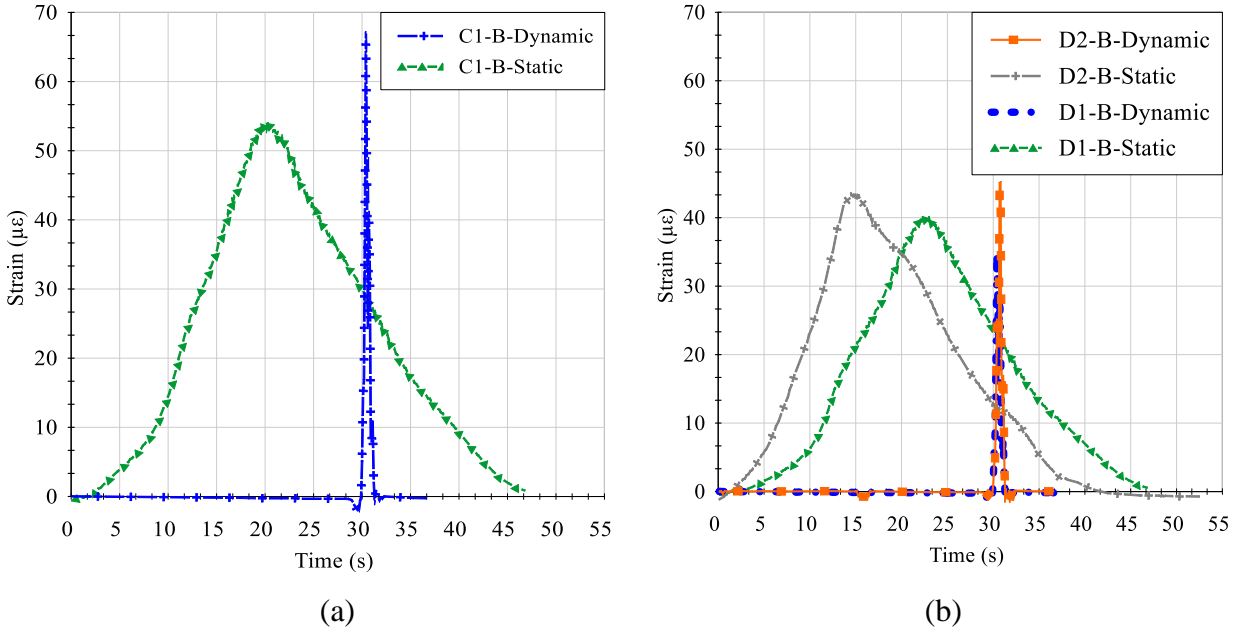 70
60
50
40
30
20
10
0
Strain (με)
C1-B-Dynamic
C1-B-Static
0 5 10 15 20 25 30 35 40 45 50 55
Time (s)
(a)
70
60
50
40
30
20
10
0
Strain (με)
D2-B-Dynamic
D2-B-Static
D1-B-Dynamic
D1-B-Static
0 5 10 15 20 25 30 35 40 45 50 55
Time (s)
(b)